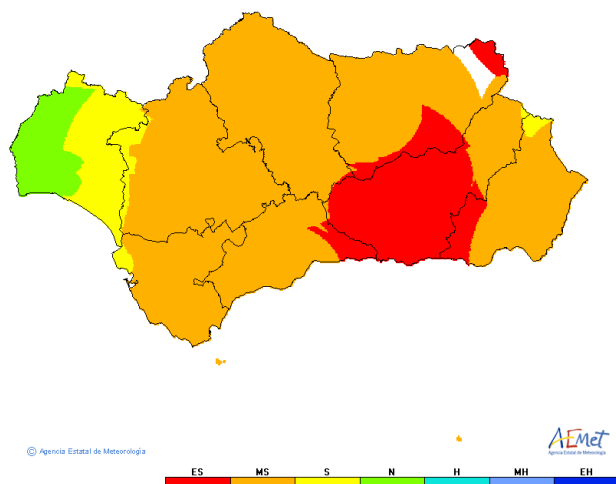 © Agencia Estatal de Meteorología
AEmet
Agencia Estatal de Meteorología
ES MS S N H MH EH